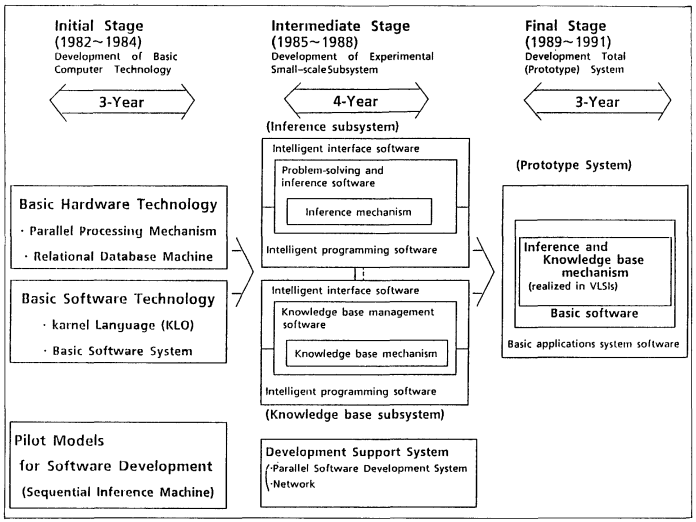 Initial Stage
(1982~1984)
Development of Basic
Computer Technology
3-Year
Intermediate Stage
(1985~1988)
Development of Experimental
Small-scale Subsystem
4-Year
Final Stage
(1989~1991)
Development Total
(Prototype) System
3-Year
Basic Hardware Technology
· Parallel Processing Mechanism
· Relational Database Machine
Basic Software Technology
· karnel Language (KLO)
· Basic Software System
Pilot Models
for Software Development
(Sequential Inference Machine)
(Inference subsystem)
Intelligent interface software
Problem-solving and
inference software
Inference mechanism
Intelligent programming software
Intelligent interface software
Knowledge base management
software
Knowledge base mechanism
Intelligent programming software
(Knowledge base subsystem)
Development Support System
(·Parallel Software Development System
·Network
(Prototype System)
Inference and
Knowledge base
mechanism
(realized in VLSIs)
Basic software
Basic applications system software